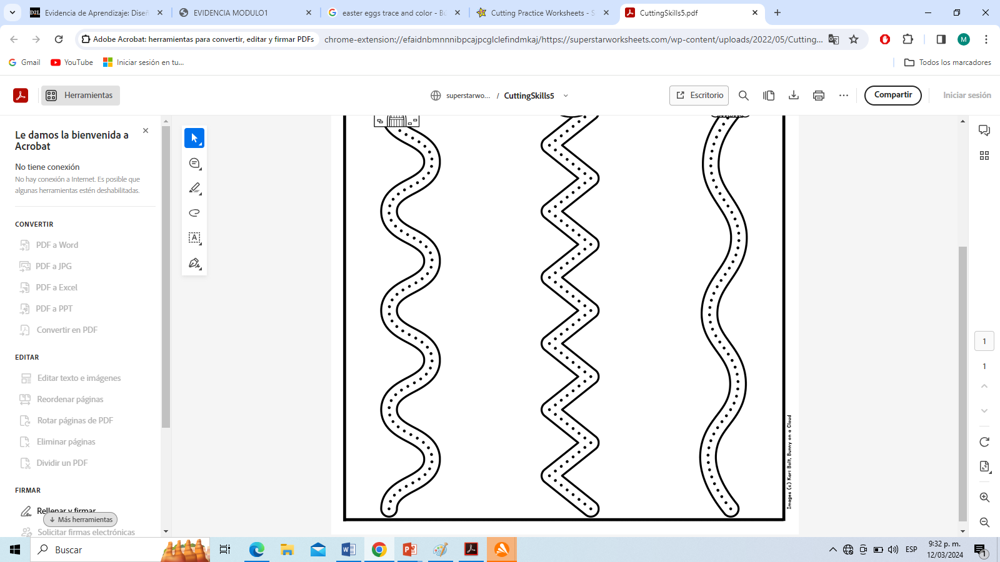 Evidencia de Aprendizaje: Diseñ
EVIDENCIA MODULO1
easter eggs trace and color - Bu
Cutting Practice Worksheets - S
CuttingSkills5.pdf
Adobe Acrobat: herramientas para convertir, editar y firmar PDFs
chrome-extension://efaidnbmnnnibpcajpcglclefindmkaj/https://superstarworksheets.com/wp-content/uploads/2022/05/Cutting...
M
Gmail
YouTube
Iniciar sesión en tu...
Todos los marcadores
Herramientas
superstarwo... / CuttingSkills5
Escritorio
Compartir
Iniciar sesión
Le damos la bienvenida a
Acrobat
No tiene conexión
No hay conexión a Internet. Es posible que
algunas herramientas estén deshabilitadas.
CONVERTIR
PDF a Word
PDF a JPG
PDF a Excel
PDF a PPT
Convertir en PDF
EDITAR
Editar texto e imágenes
Reordenar páginas
Rotar páginas de PDF
Eliminar páginas
Dividir un PDF
FIRMAR
Rellenar y firmar
Más herramientas
Solicitar firmas electrónicas
Images (c) Kari Bolt, Bunny on a Cloud
1
1
Buscar
ESP
9:32 p. m.
12/03/2024
1